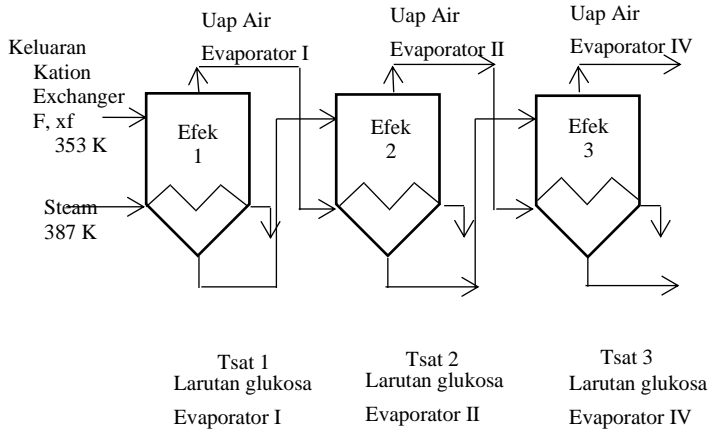 Uap Air
Evaporator I
Uap Air
Evaporator II
Uap Air
Evaporator IV
Keluaran
Kation
Exchanger
F, xf
353 K
Steam
387 K
Efek
1
Efek
2
Efek
3
Tsat 1
Larutan glukosa
Evaporator I
Tsat 2
Larutan glukosa
Evaporator II
Tsat 3
Larutan glukosa
Evaporator IV